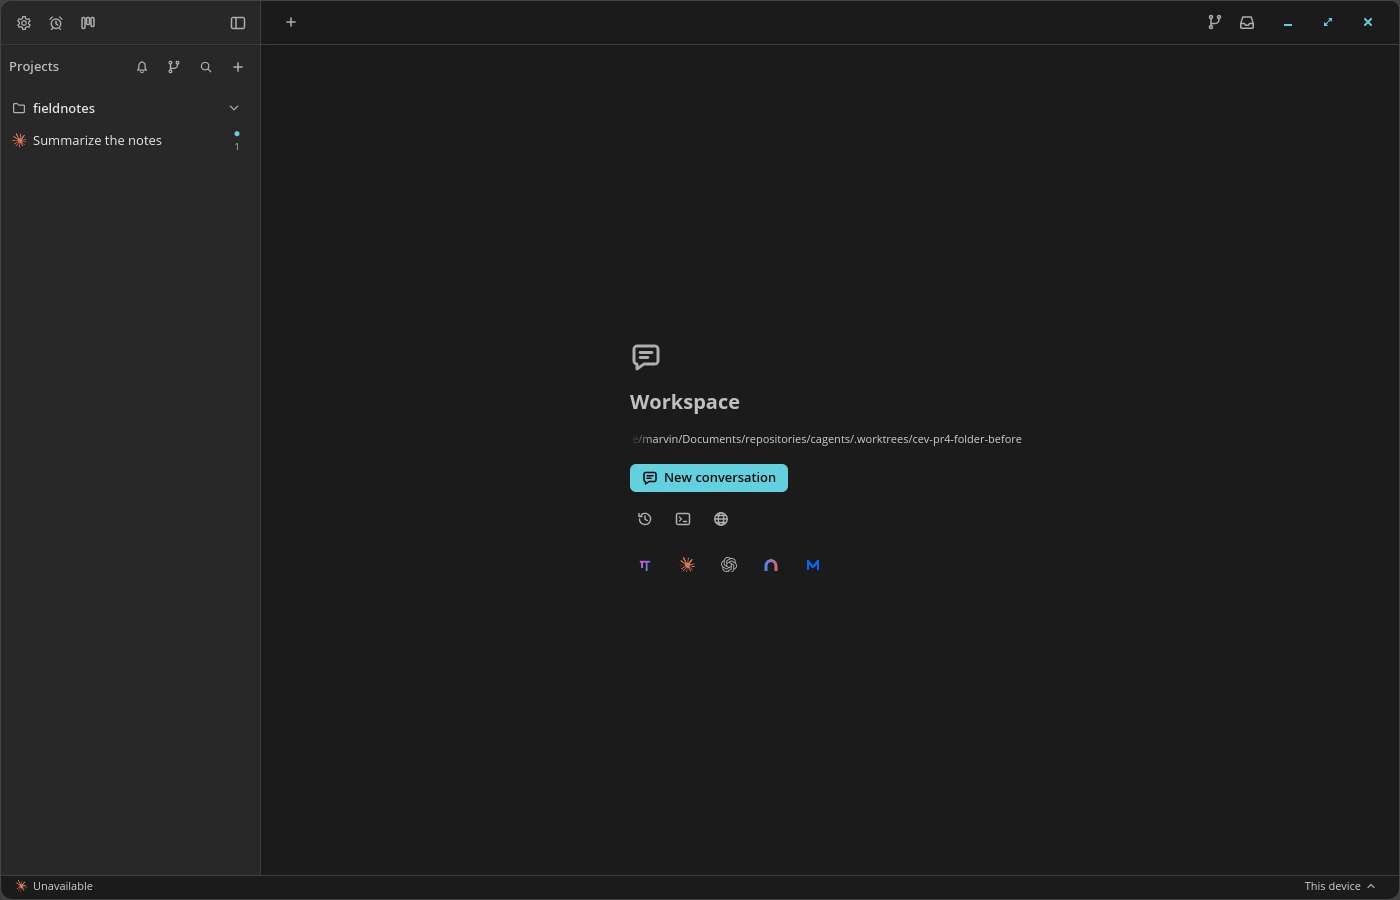 Projects
fieldnotes
Summarize the notes
1
Workspace
e/marvin/Documents/repositories/cagents/.worktrees/cev-pr4-folder-before
New conversation
Unavailable
This device